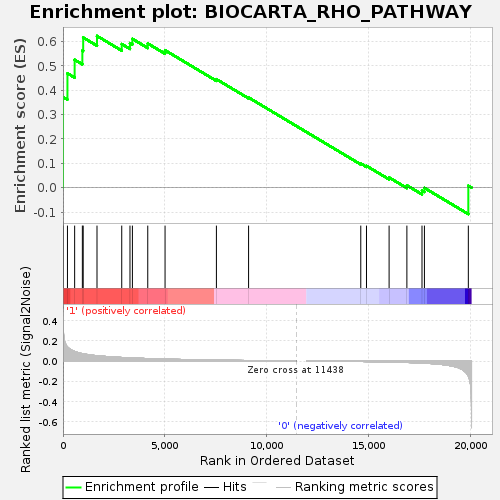 Enrichment plot: BIOCARTA_RHO_PATHWAY
Enrichment score (ES)
0.6
0.5
0.4
0.3
0.2
0.1
0.0
-0.1
'1' (positively correlated)
Ranked list metric (Signal2Noise)
0.4
0.2
0.0
-0.2
-0.4
-0.6
Zero cross at 11438
'0' (negatively correlated)
0 5,000 10,000 15,000 20,000
Rank in Ordered Dataset
Enrichment profile Hits Ranking metric scores